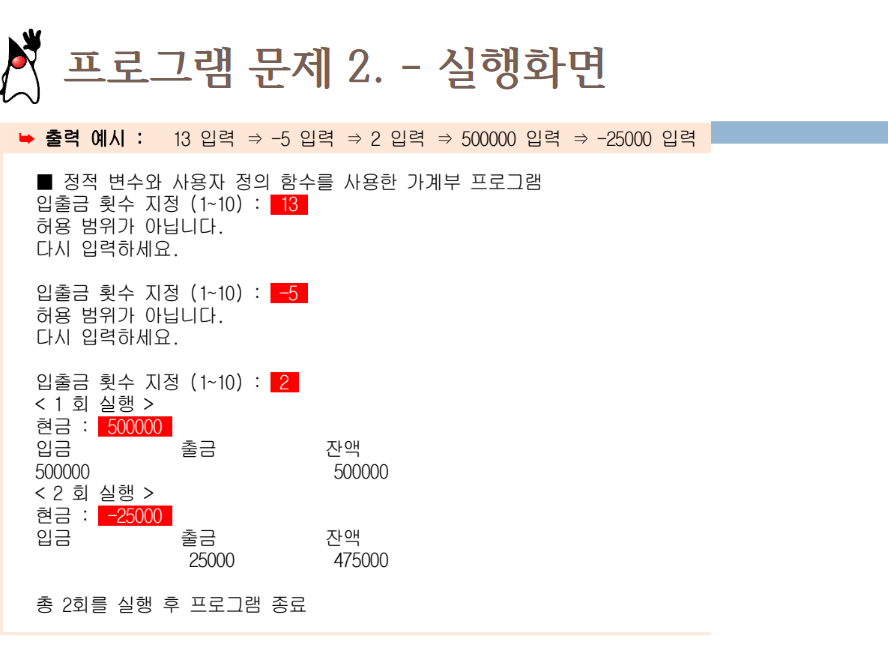 프로그램 문제 2. - 실행화면
➥ 출력 예시 : 13 입력 ⇒ -5 입력 ⇒ 2 입력 ⇒ 500000 입력 ⇒ -25000 입력
■ 정적 변수와 사용자 정의 함수를 사용한 가계부 프로그램
입출금 횟수 지정 (1~10) : 13
허용 범위가 아닙니다.
다시 입력하세요.
입출금 횟수 지정 (1~10) : -5
허용 범위가 아닙니다.
다시 입력하세요.
입출금 횟수 지정 (1~10) : 2
< 1 회 실행 >
현금 : 500000
입금 출금 잔액
500000 500000
< 2 회 실행 >
현금 : -25000
입금 출금 잔액
25000 475000
총 2회를 실행 후 프로그램 종료